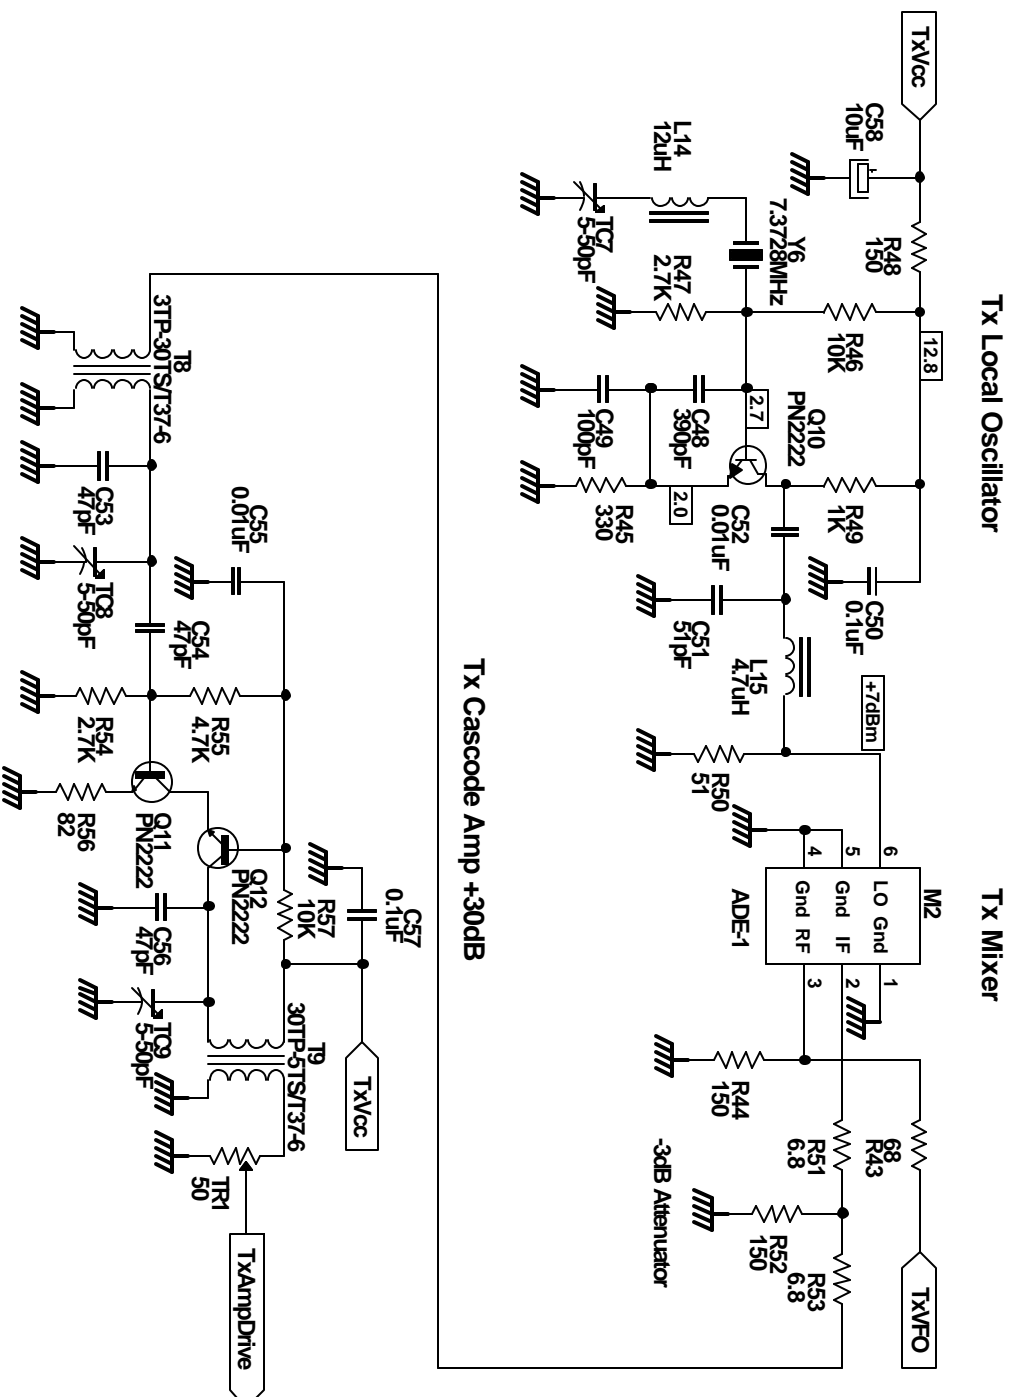 Tx Local Oscillator
Tx Mixer
TxVcc
C58
10uF
R48
150
12.8
L14
12uH
TC7
5-50pF
Y6
7.3728MHz
R47
2.7K
R46
10K
Q10
PN2222
2.7
C48
390pF
C49
100pF
R45
330
2.0
R49
1K
C52
0.01uF
C50
0.1uF
C51
51pF
L15
4.7uH
+7dBm
R50
51
M2
6
5
4
LO Gnd
Gnd IF
Gnd RF
1
2
3
ADE-1
R44
150
68
R43
R51
6.8
R52
150
R53
6.8
TxVFO
-3dB Attenuator
Tx Cascode Amp +30dB
T8
3TP-30TS/T37-6
C53
47pF
TC8
5-50pF
C55
0.01uF
C54
47pF
R54
2.7K
R55
4.7K
R56
82
Q11
PN2222
Q12
PN2222
R57
10K
C57
0.1uF
C56
47pF
TC9
5-50pF
T9
30TP-5TS/T37-6
TxVcc
TR1
50
TxAmpDrive